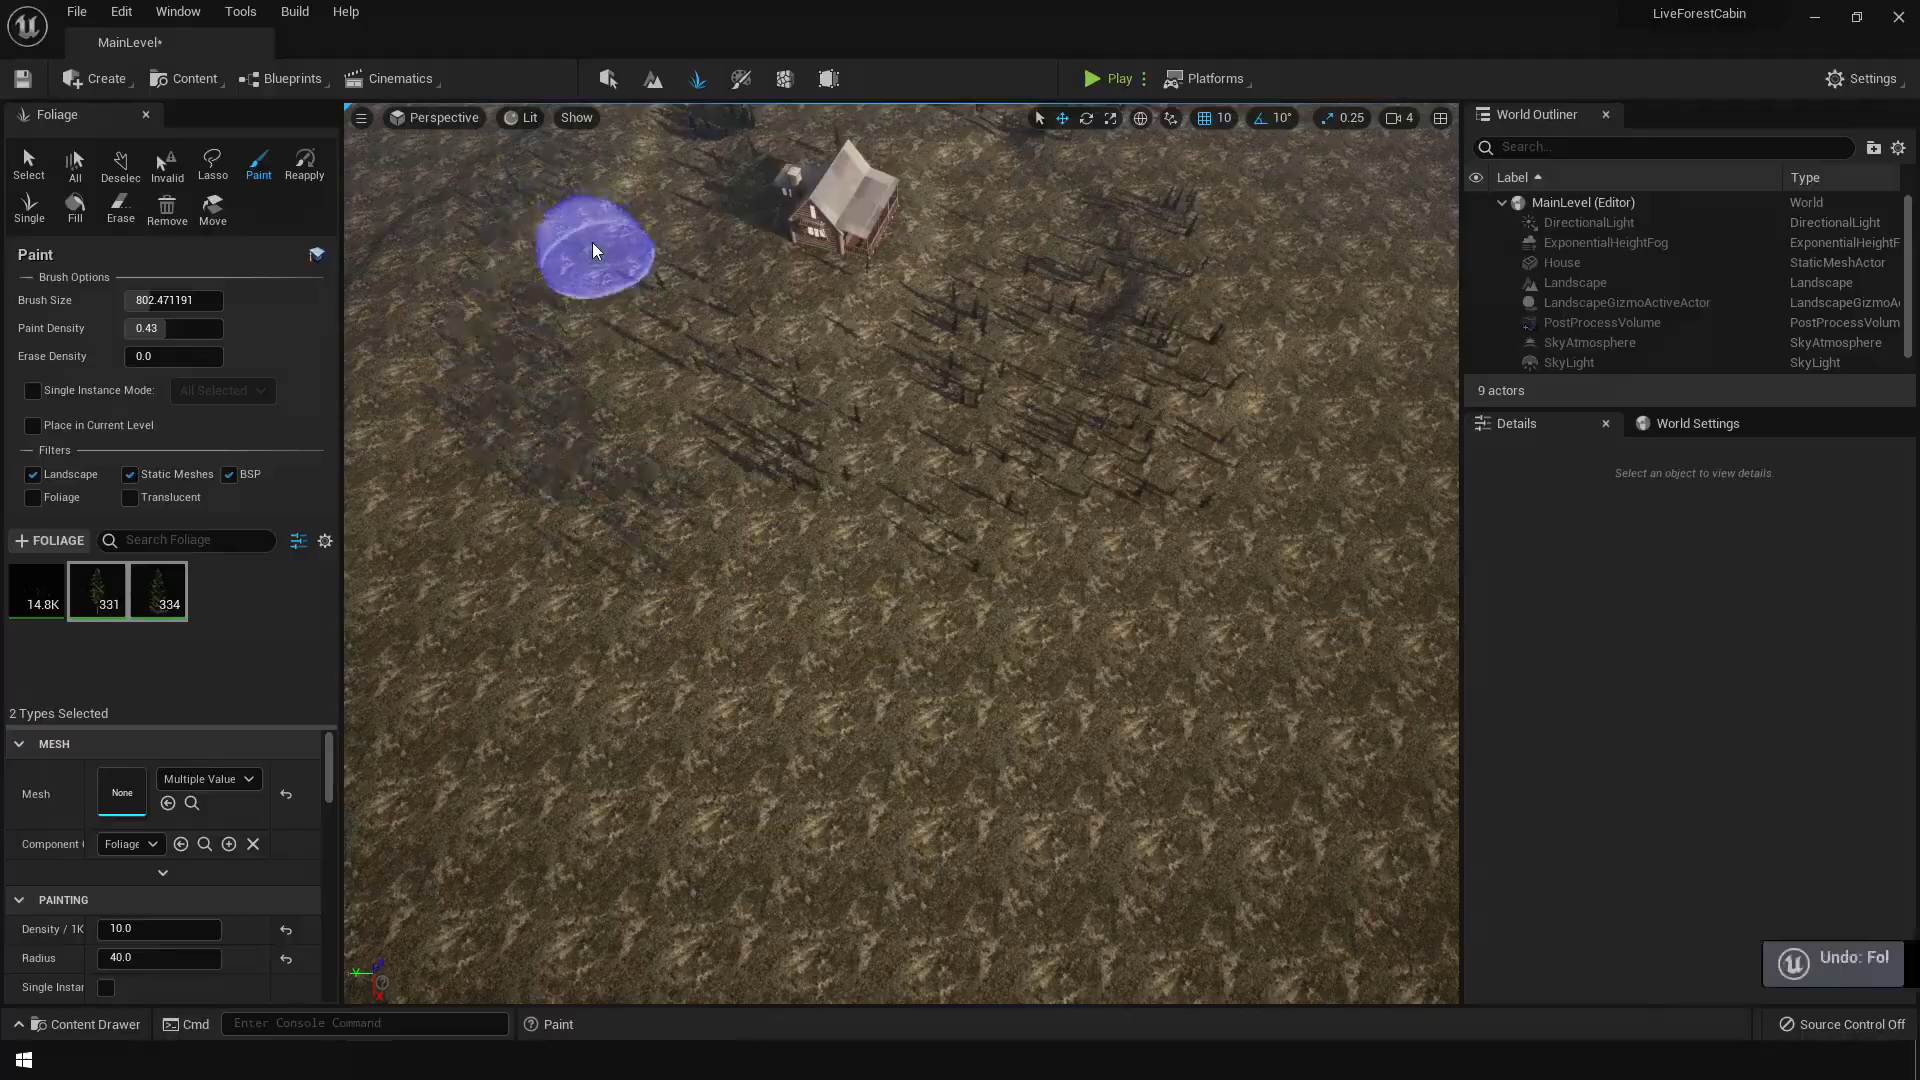 File Edit Window Tools Build Help
LiveForestCabin
MainLevel*
Create Content Blueprints Cinematics Play Platforms Settings
Foliage
Perspective Lit Show 10 10° 0.25 4
World Outliner
Select All Deselec Invalid Lasso Paint Reapply
Single Fill Erase Remove Move
Search...
Label Type
MainLevel (Editor) World
DirectionalLight DirectionalLight
ExponentialHeightFog ExponentialHeightF
House StaticMeshActor
Landscape Landscape
LandscapeGizmoActiveActor LandscapeGizmoA
PostProcessVolume PostProcessVolum
SkyAtmosphere SkyAtmosphere
SkyLight SkyLight
9 actors
Details World Settings
Select an object to view details.
Paint
Brush Options
Brush Size 802.471191
Paint Density 0.43
Erase Density 0.0
Single Instance Mode: All Selected
Place in Current Level
Filters
Landscape Static Meshes BSP
Foliage Translucent
+ FOLIAGE Search Foliage
14.8K 331 334
2 Types Selected
MESH
Mesh None Multiple Value
Component Foliage
PAINTING
Density / 1K 10.0
Radius 40.0
Single Instar
Undo: Fol
Content Drawer Cmd Enter Console Command Paint Source Control Off